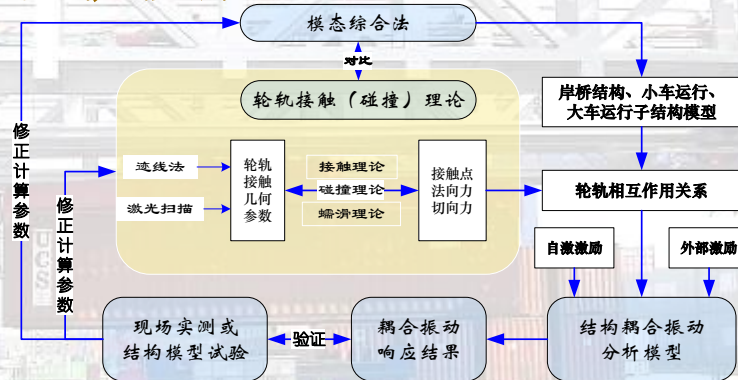 模态综合法
对比
轮轨接触（碰撞）理论
岸桥结构、小车运行、
大车运行子结构模型
修正计算参数
修正计算参数
迹线法
激光扫描
轮轨
接触
几何
参数
接触理论
碰撞理论
蠕滑理论
接触点
法向力
切向力
轮轨相互作用关系
自激激励
外部激励
现场实测或
结构模型试验
验证
耦合振动
响应结果
结构耦合振动
分析模型
UGS